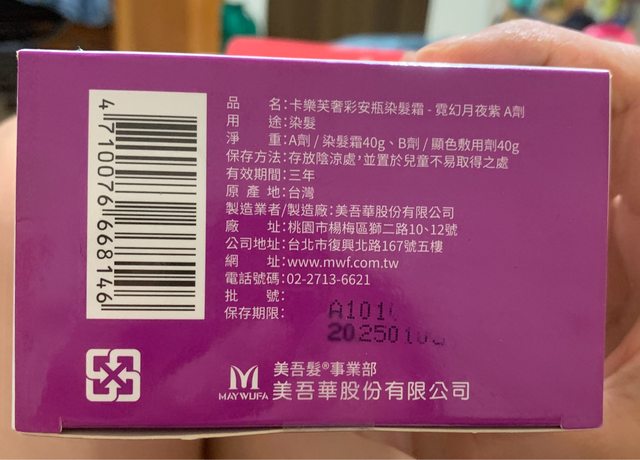 4 710076 668146
品 名:卡樂芙奢彩安瓶染髮霜 - 霓幻月夜紫 A劑
用 途:染髮
淨 重:A劑 / 染髮霜40g、B劑 / 顯色敷用劑40g
保存方法:存放陰涼處,並置於兒童不易取得之處
有效期間:三年
原 產 地:台灣
製造業者/製造廠:美吾華股份有限公司
廠 址:桃園市楊梅區獅二路10、12號
公司地址:台北市復興北路167號五樓
網 址:www.mwf.com.tw
電話號碼:02-2713-6621
批 號:
保存期限:
美吾髮®事業部
MAYWUFA 美吾華股份有限公司